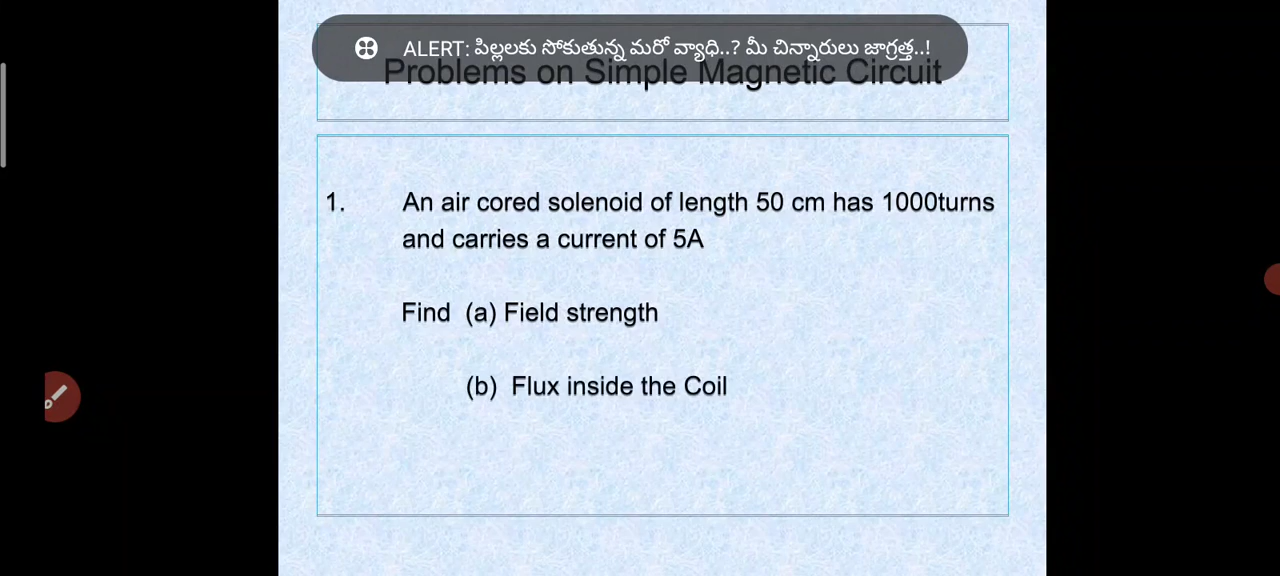 ALERT: పిల్లలకు సోకుతున్న మరో వ్యాధి..? మీ చిన్నారులు జాగ్రత్త..!
Problems on Simple Magnetic Circuit
1. An air cored solenoid of length 50 cm has 1000turns
and carries a current of 5A
Find (a) Field strength
(b) Flux inside the Coil